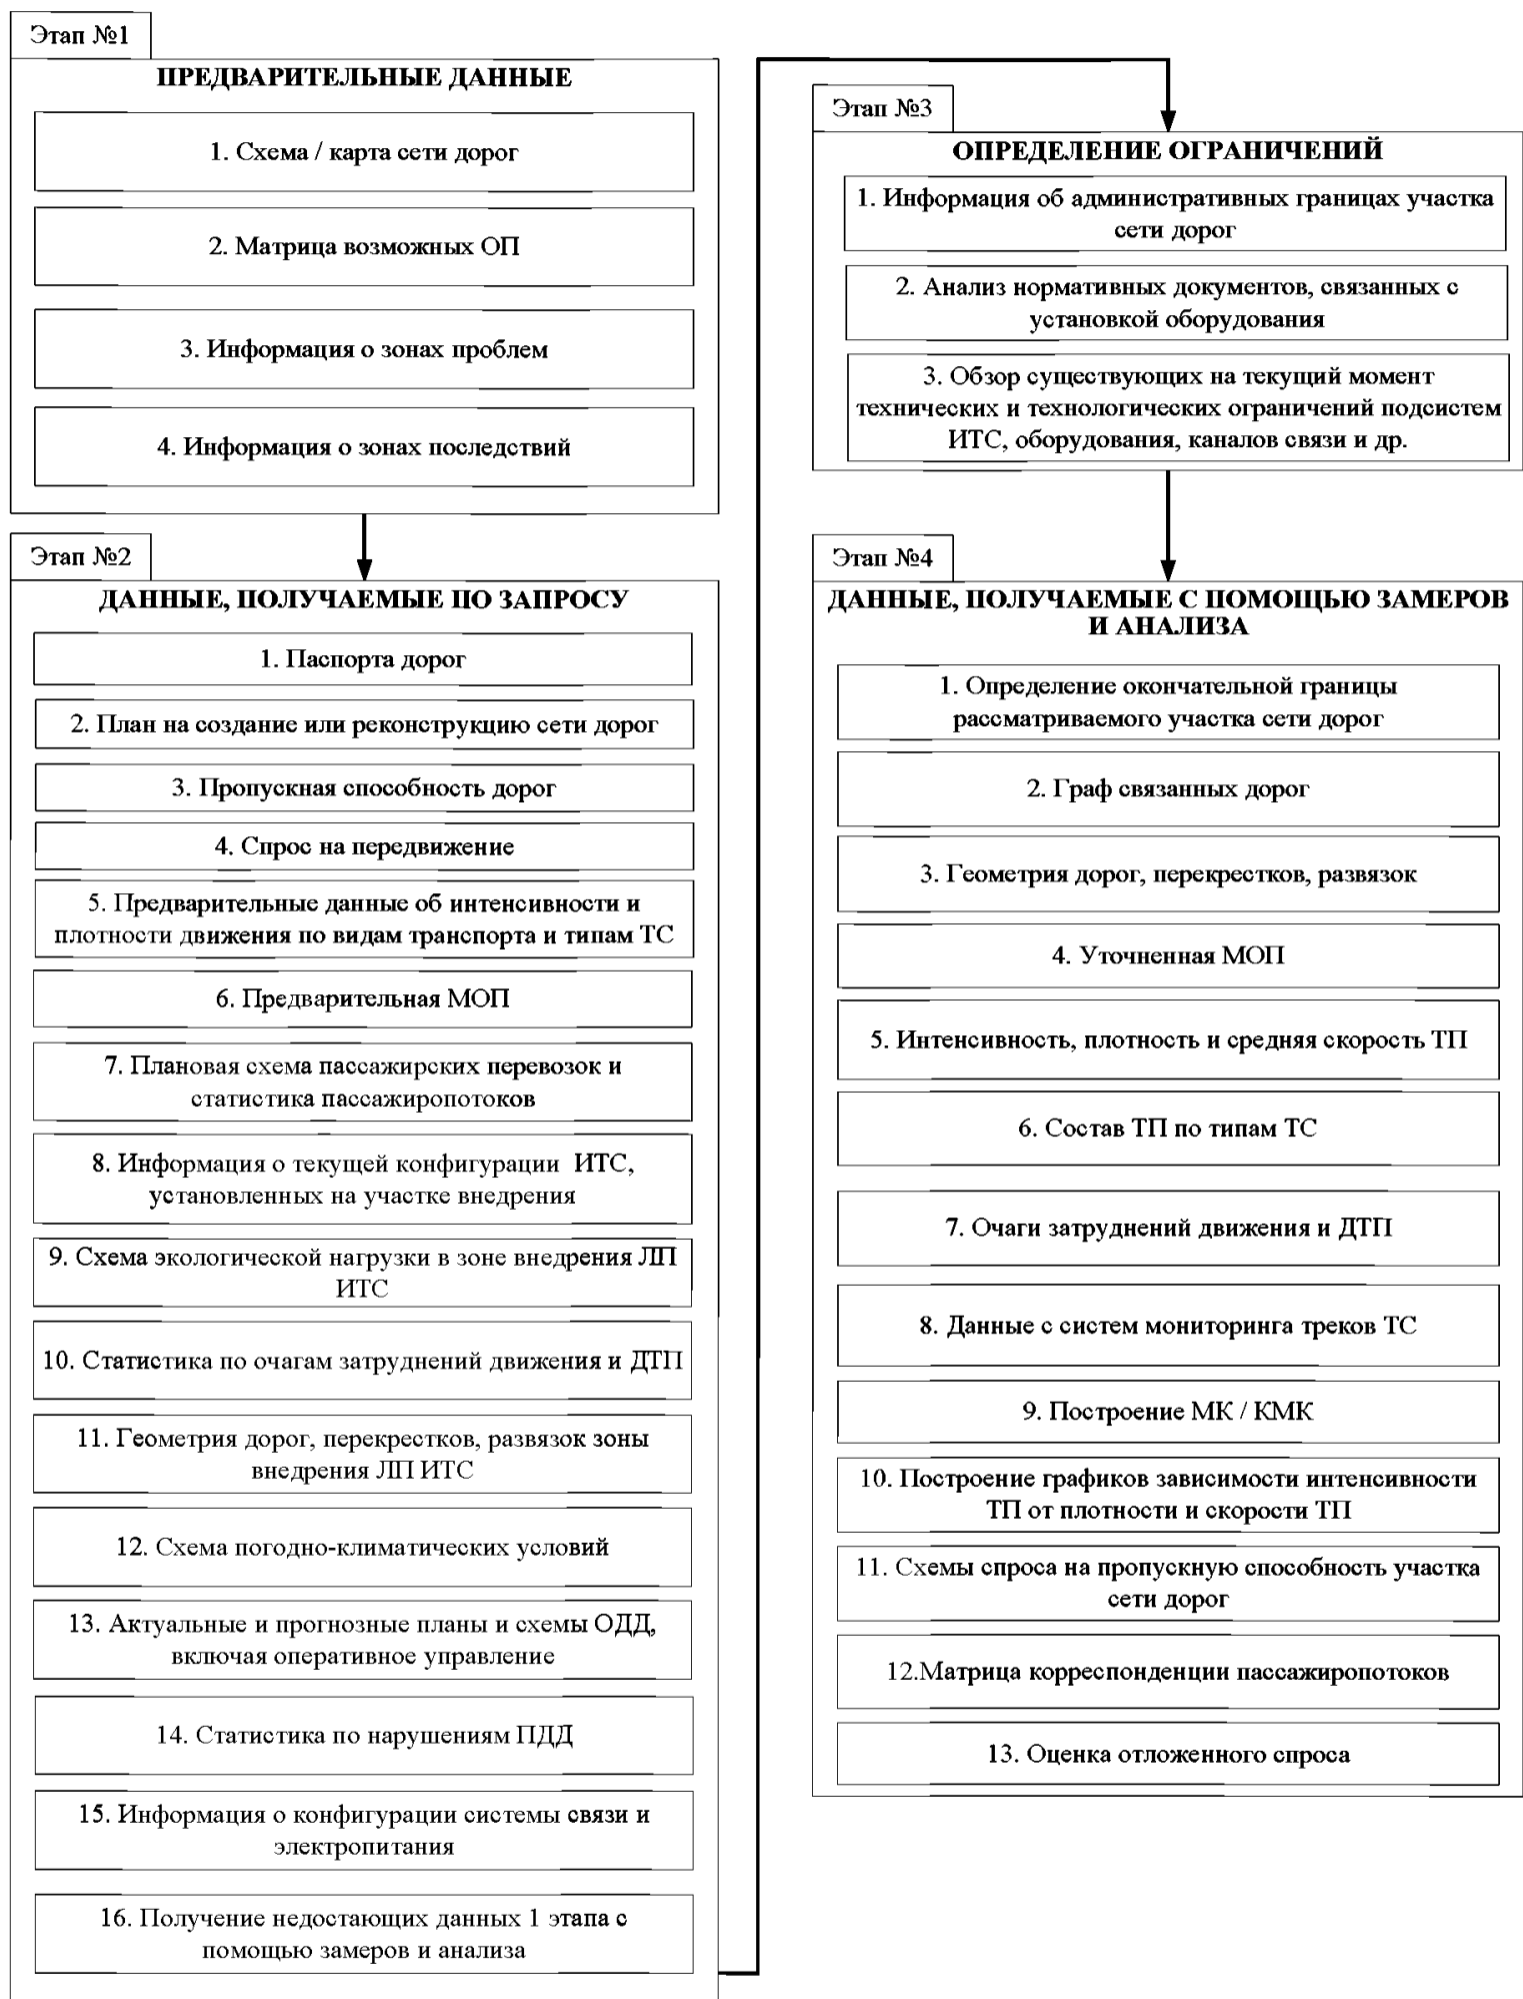 Этап №1
ПРЕДВАРИТЕЛЬНЫЕ ДАННЫЕ
1. Схема / карта сети дорог
2. Матрица возможных ОП
3. Информация о зонах проблем
4. Информация о зонах последствий
Этап №2
ДАННЫЕ, ПОЛУЧАЕМЫЕ ПО ЗАПРОСУ
1. Паспорта дорог
2. План на создание или реконструкцию сети дорог
3. Пропускная способность дорог
4. Спрос на передвижение
5. Предварительные данные об интенсивности и
плотности движения по видам транспорта и типам ТС
6. Предварительная МОП
7. Плановая схема пассажирских перевозок и
статистика пассажиропотоков
8. Информация о текущей конфигурации ИТС,
установленных на участке внедрения
9. Схема экологической нагрузки в зоне внедрения ЛП
ИТС
10. Статистика по очагам затруднений движения и ДТП
11. Геометрия дорог, перекрестков, развязок зоны
внедрения ЛП ИТС
12. Схема погодно-климатических условий
13. Актуальные и прогнозные планы и схемы ОДД,
включая оперативное управление
14. Статистика по нарушениям ПДД
15. Информация о конфигурации системы связи и
электропитания
16. Получение недостающих данных 1 этапа с
помощью замеров и анализа
Этап №3
ОПРЕДЕЛЕНИЕ ОГРАНИЧЕНИЙ
1. Информация об административных границах участка
сети дорог
2. Анализ нормативных документов, связанных с
установкой оборудования
3. Обзор существующих на текущий момент
технических и технологических ограничений подсистем
ИТС, оборудования, каналов связи и др.
Этап №4
ДАННЫЕ, ПОЛУЧАЕМЫЕ С ПОМОЩЬЮ ЗАМЕРОВ
И АНАЛИЗА
1. Определение окончательной границы
рассматриваемого участка сети дорог
2. Граф связанных дорог
3. Геометрия дорог, перекрестков, развязок
4. Уточненная МОП
5. Интенсивность, плотность и средняя скорость ТП
6. Состав ТП по типам ТС
7. Очаги затруднений движения и ДТП
8. Данные с систем мониторинга треков ТС
9. Построение МК / КМК
10. Построение графиков зависимости интенсивности
ТП от плотности и скорости ТП
11. Схемы спроса на пропускную способность участка
сети дорог
12.Матрица корреспонденции пассажиропотоков
13. Оценка отложенного спроса